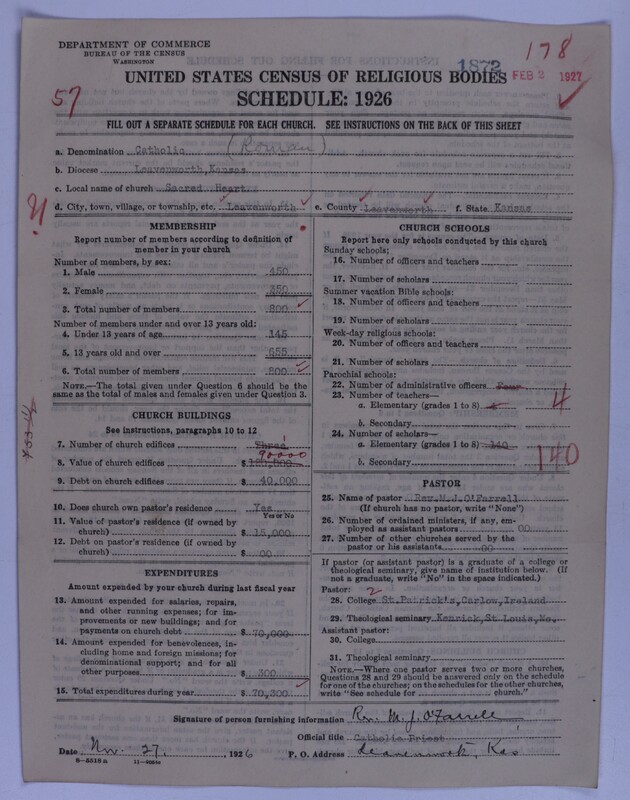 DEPARTMENT OF COMMERCE
BUREAU OF THE CENSUS
WASHINGTON
178
1872
FEB 2 1927
UNITED STATES CENSUS OF RELIGIOUS BODIES
57
SCHEDULE: 1926
FILL OUT A SEPARATE SCHEDULE FOR EACH CHURCH. SEE INSTRUCTIONS ON THE BACK OF THIS SHEET
a. Denomination Catholic (Roman)
b. Diocese Leavenworth, Kansas
c. Local name of church Sacred Heart
d. City, town, village, or township, etc. Leavenworth e. County Leavenworth f. State Kansas
MEMBERSHIP
Report number of members according to definition of
member in your church
Number of members, by sex:
1. Male 450
2. Female 350
3. Total number of members 800
Number of members under and over 13 years old:
4. Under 13 years of age 145
5. 13 years old and over 655
6. Total number of members 800
NOTE.—The total given under Question 6 should be the
same as the total of males and females given under Question 3.
CHURCH BUILDINGS
See instructions, paragraphs 10 to 12
7. Number of church edifices Three 1
90000
8. Value of church edifices $
9. Debt on church edifices $ 40,000
10. Does church own pastor's residence Yes
Yes or No
11. Value of pastor's residence (if owned by
church) $ 15,000
12. Debt on pastor's residence (if owned by
church) $ 00
EXPENDITURES
Amount expended by your church during last fiscal year
13. Amount expended for salaries, repairs,
and other running expenses; for im-
provements or new buildings; and for
payments on church debt $ 70,000
14. Amount expended for benevolences, in-
cluding home and foreign missions; for
denominational support; and for all
other purposes $ 300
15. Total expenditures during year $ 70,300
CHURCH SCHOOLS
Report here only schools conducted by this church
Sunday schools:
16. Number of officers and teachers
17. Number of scholars
Summer vacation Bible schools:
18. Number of officers and teachers
19. Number of scholars
Week-day religious schools:
20. Number of officers and teachers
21. Number of scholars
Parochial schools:
22. Number of administrative officers Four
23. Number of teachers—
a. Elementary (grades 1 to 8) 4
b. Secondary
24. Number of scholars—
a. Elementary (grades 1 to 8) 140 140
b. Secondary
PASTOR
25. Name of pastor Rev. M. J. O'Farrell
(If church has no pastor, write "None")
26. Number of ordained ministers, if any, em-
ployed as assistant pastors 00
27. Number of other churches served by the
pastor or his assistants 00
If pastor (or assistant pastor) is a graduate of a college or
theological seminary, give name of institution below. (If
not a graduate, write "No" in the space indicated.)
Pastor: 2
28. College St. Patrick's, Carlow, Ireland
29. Theological seminary Kenrick, St Louis, Mo.
Assistant pastor:
30. College
31. Theological seminary
NOTE.—Where one pastor serves two or more churches,
Questions 28 and 29 should be answered only on the schedule
for one of the churches; on the schedules for the other churches,
write "See schedule for church."
Signature of person furnishing information Rev. M. J. O'Farrell
Official title Catholic Priest
Date Nov. 27, 1926 P. O. Address Leavenworth, Kas